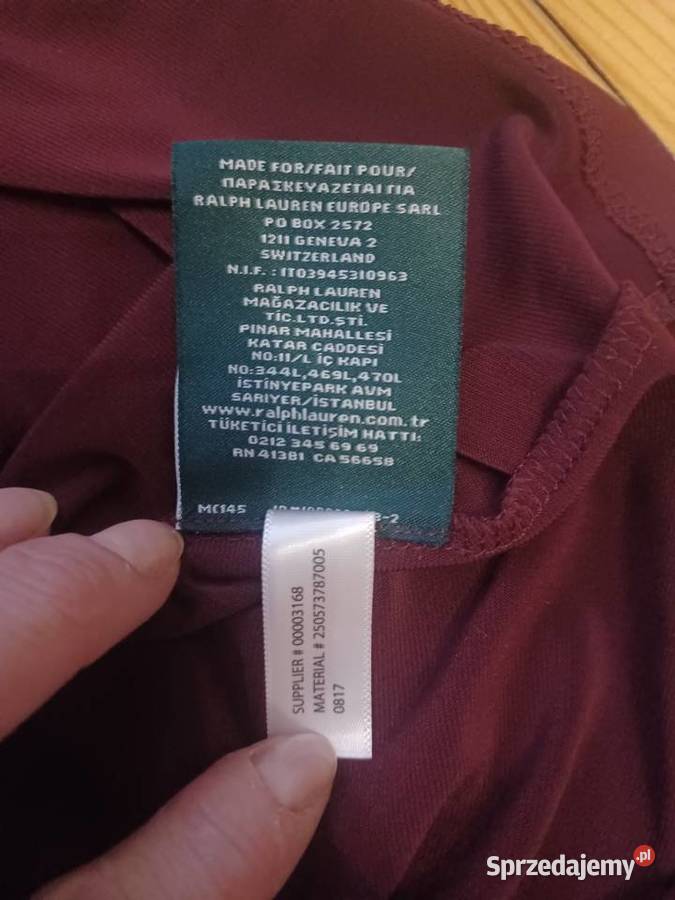 MADE FOR/FAIT POUR/
ΠΑΡΑΣΚΕΥΑΖΕΤΑΙ ΓΙΑ
RALPH LAUREN EUROPE SARL
PO BOX 2572
1211 GENEVA 2
SWITZERLAND
N.I.F. : IT03945310963
RALPH LAUREN
MAĞAZACILIK VE
TİC.LTD.ŞTİ.
PINAR MAHALLESİ
KATAR CADDESİ
NO:11/L İÇ KAPI
NO:344L,469L,470L
İSTİNYEPARK AVM
SARIYER/İSTANBUL
www.ralphlauren.com.tr
TÜKETİCİ İLETİŞİM HATTI:
0212 345 69 69
RN 41381 CA 56658
MC145
SUPPLIER # 00003168
MATERIAL # 250573787005
0817
Sprzedajemy.pl